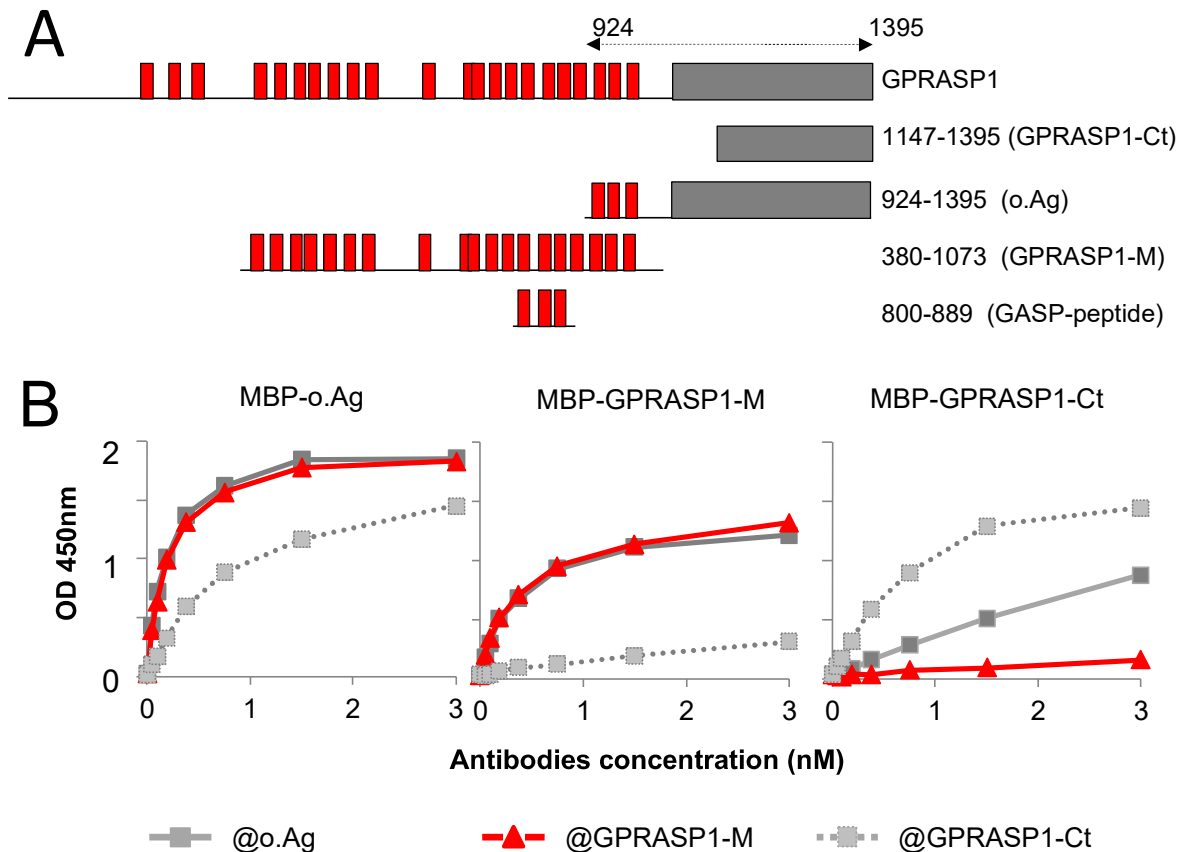 A
924 1395
GPRASP1
1147-1395 (GPRASP1-Ct)
924-1395 (o.Ag)
380-1073 (GPRASP1-M)
800-889 (GASP-peptide)
B
MBP-o.Ag MBP-GPRASP1-M MBP-GPRASP1-Ct
OD 450nm
2
1
0
0 1 2 3 0 1 2 3 0 1 2 3
Antibodies concentration (nM)
@o.Ag @GPRASP1-M @GPRASP1-Ct